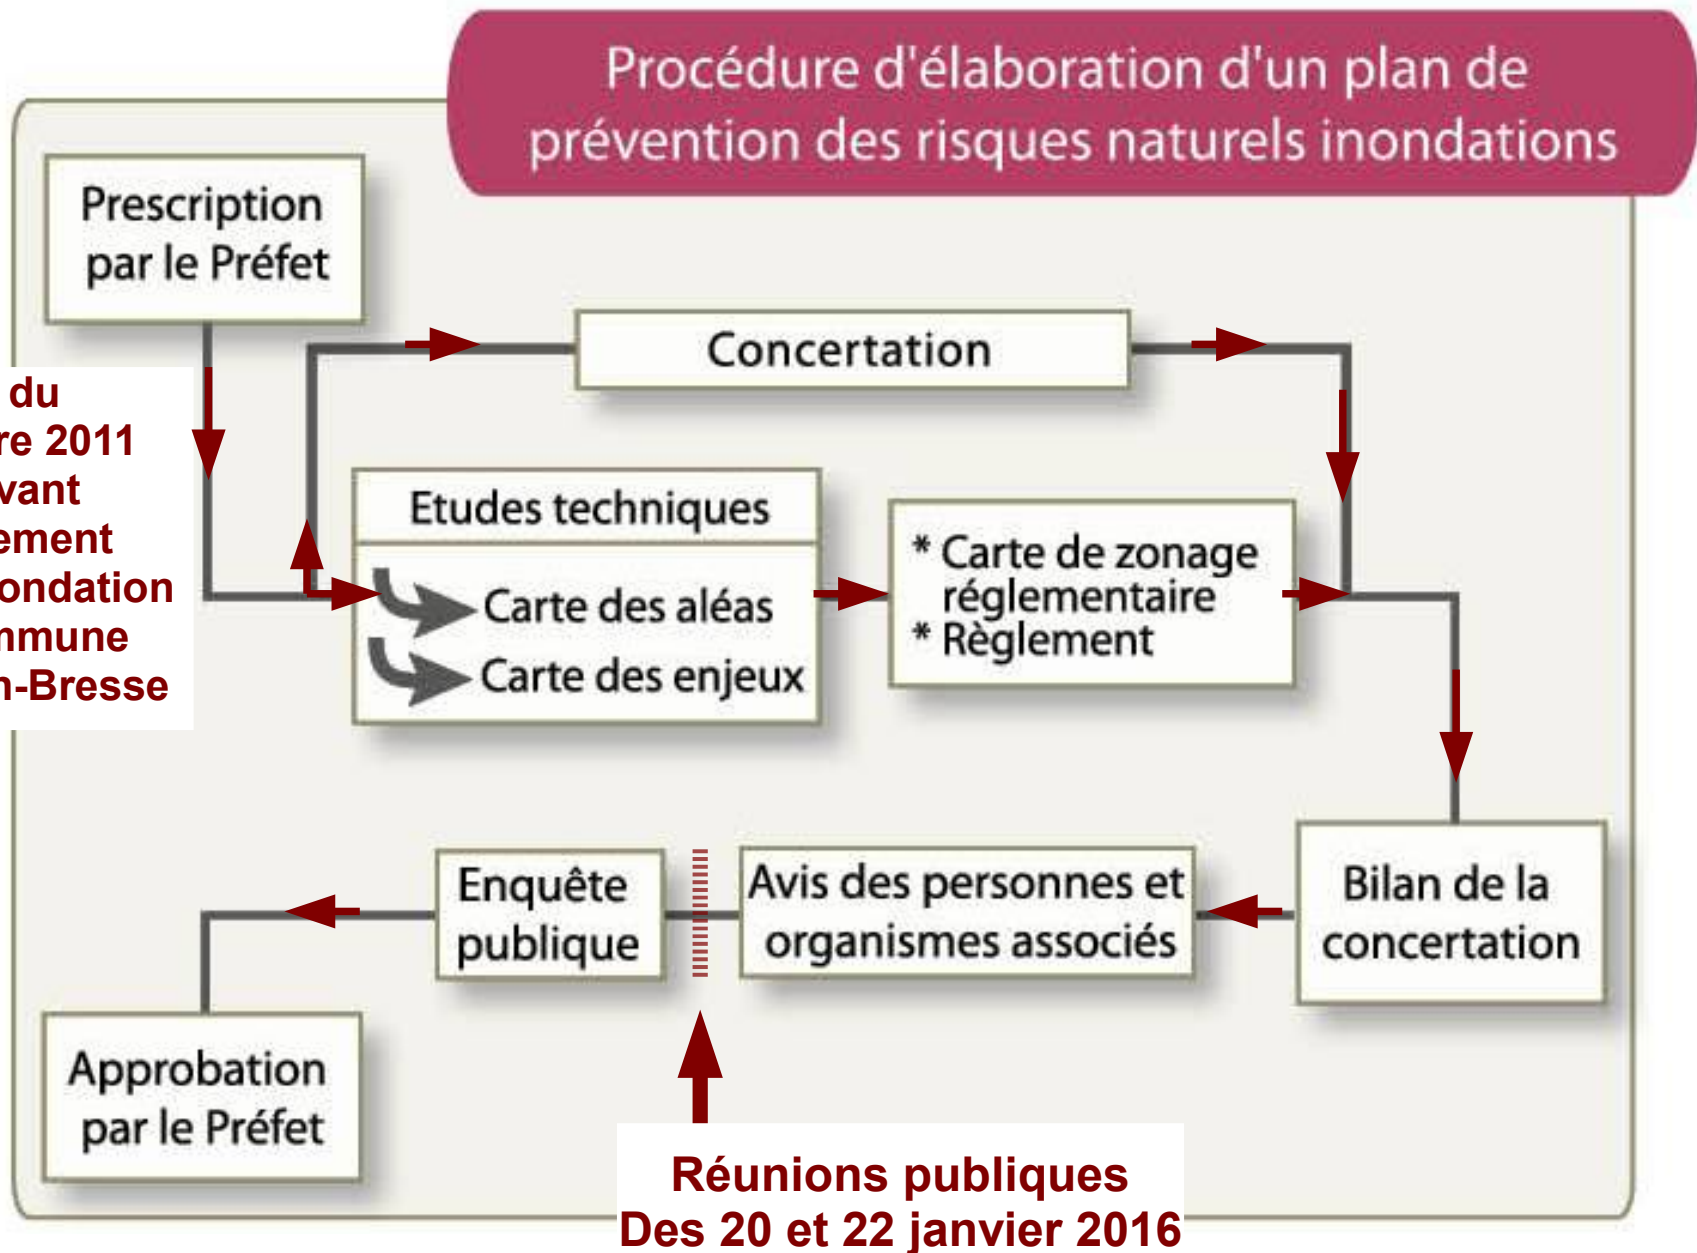 Procédure d'élaboration d'un plan de
prévention des risques naturels inondations
Prescription
par le Préfet
Concertation
du
re 2011
vant
ement
ondation
mmune
n-Bresse
Etudes techniques
Carte des aléas
Carte des enjeux
* Carte de zonage
réglementaire
* Règlement
Enquête
publique
Avis des personnes et
organismes associés
Bilan de la
concertation
Approbation
par le Préfet
Réunions publiques
Des 20 et 22 janvier 2016